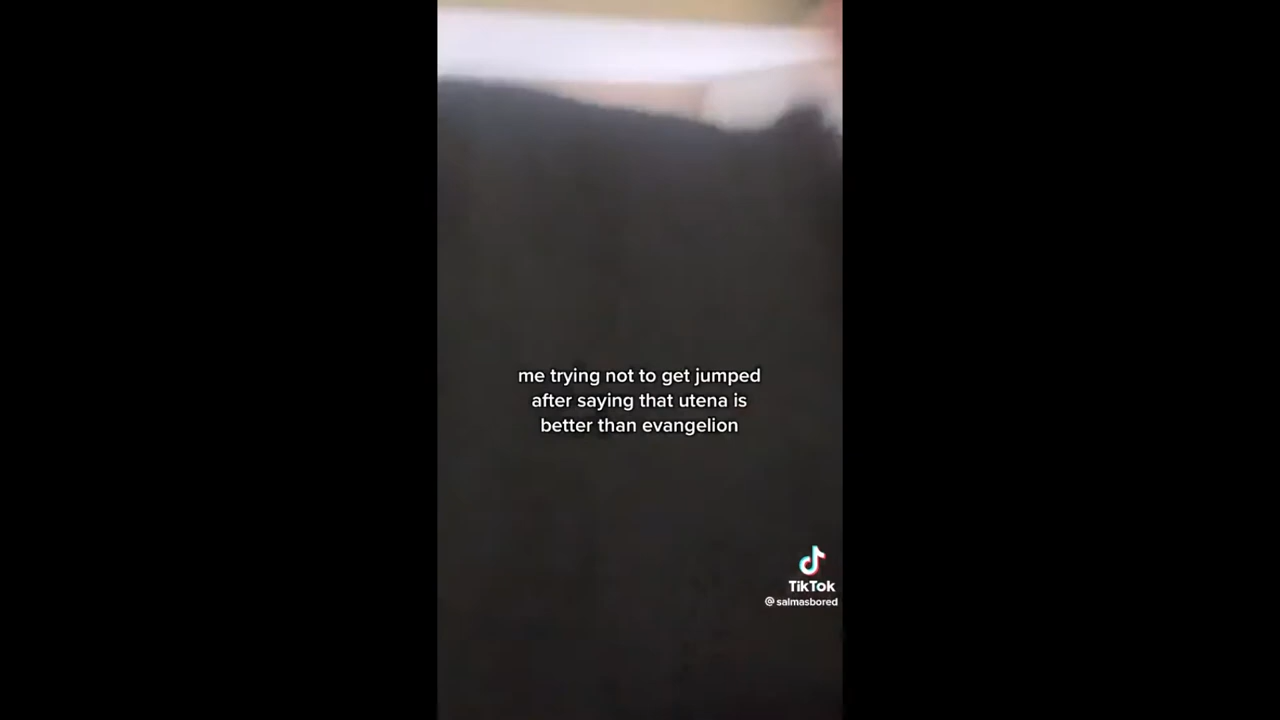 me trying not to get jumped
after saying that utena is
better than evangelion
TikTok
@salmasbored